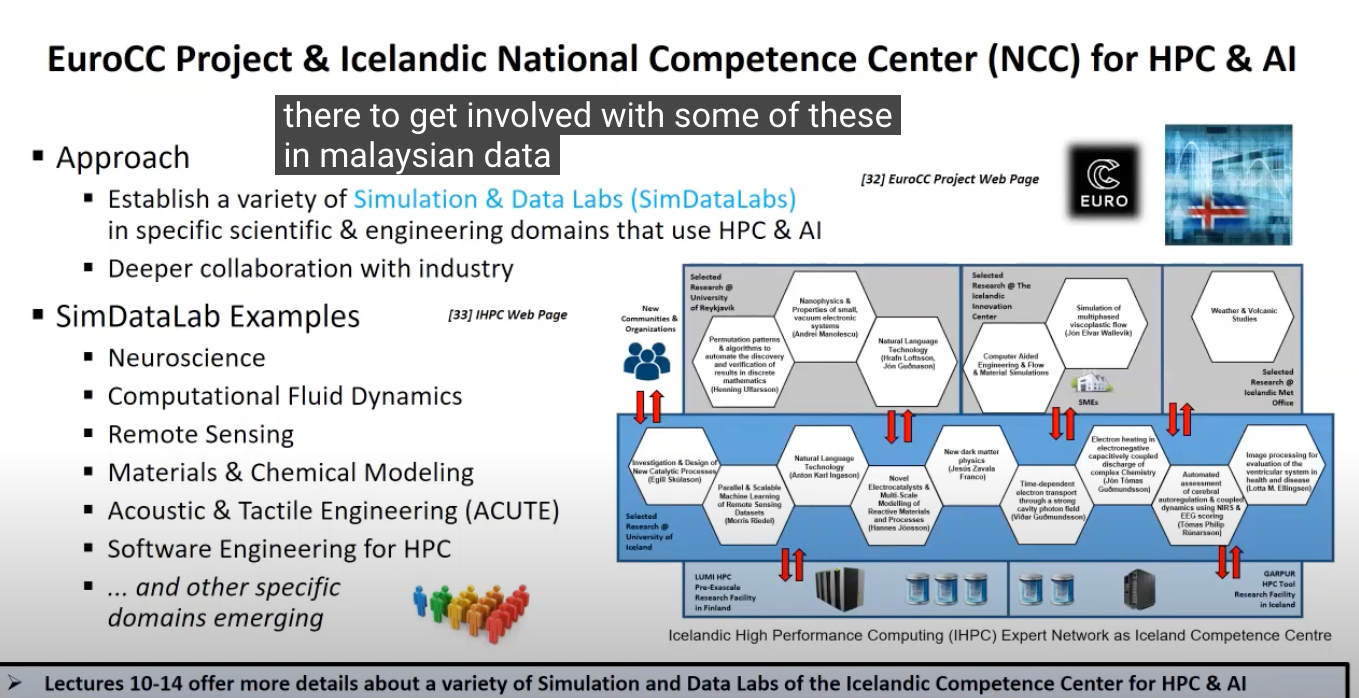 EuroCC Project & Icelandic National Competence Center (NCC) for HPC & AI
there to get involved with some of these
in malaysian data
▪ Approach
▪ Establish a variety of Simulation & Data Labs (SimDataLabs)
in specific scientific & engineering domains that use HPC & AI
▪ Deeper collaboration with industry
[32] EuroCC Project Web Page
EURO
▪ SimDataLab Examples
[33] IHPC Web Page
▪ Neuroscience
▪ Computational Fluid Dynamics
▪ Remote Sensing
▪ Materials & Chemical Modeling
▪ Acoustic & Tactile Engineering (ACUTE)
▪ Software Engineering for HPC
▪ ... and other specific
domains emerging
New
Communities &
Organizations
Selected
Research @
University
of Reykjavik
Permutation patterns
& algorithms to
automate the discovery
and verification of
results in discrete
mathematics
(Henning Ulfarsson)
Nanophysics &
Properties of small,
vacuum electronic
systems
(Andrei Manolescu)
Natural Language
Technology
(Hrafn Loftsson,
Jón Guðnason)
Selected
Research @ The
Icelandic
Innovation
Center
Computer Aided
Engineering & Flow
& Material Simulations
Simulation of
multiphased
viscoplastic flow
(Jón Elvar Wallevik)
SMEs
Weather & Volcanic
Studies
Selected
Research @
Icelandic Met
Office
Investigation & Design of
New Catalytic Processes
(Egill Skúlason)
Selected
Research @
University of
Iceland
Parallel & Scalable
Machine Learning
of Remote Sensing
Datasets
(Morris Riedel)
Natural Language
Technology
(Anton Karl Ingason)
Novel
Electrocatalysts &
Multi-Scale
Modelling of
Reactive Materials
and Processes
(Hannes Jónsson)
New dark matter
physics
(Jesús Zavala
Franco)
Time-dependent
electron transport
through a strong
cavity photon field
(Viðar Guðmundsson)
Electron heating in
electronegative
capacitively coupled
discharge of
complex Chemistry
(Jón Tómas
Guðmundsson)
Automated
assessment
of cerebral
autoregulation & coupled
dynamics using NIRS &
EEG scoring
(Tómas Philip
Rúnarsson)
Image processing for
evaluation of the
ventricular system in
health and disease
(Lotta M. Ellingsen)
LUMI HPC
Pre-Exascale
Research Facility
in Finland
GARPUR
HPC Tool
Research Facility
in Iceland
Icelandic High Performance Computing (IHPC) Expert Network as Iceland Competence Centre
➢ Lectures 10-14 offer more details about a variety of Simulation and Data Labs of the Icelandic Competence Center for HPC & AI